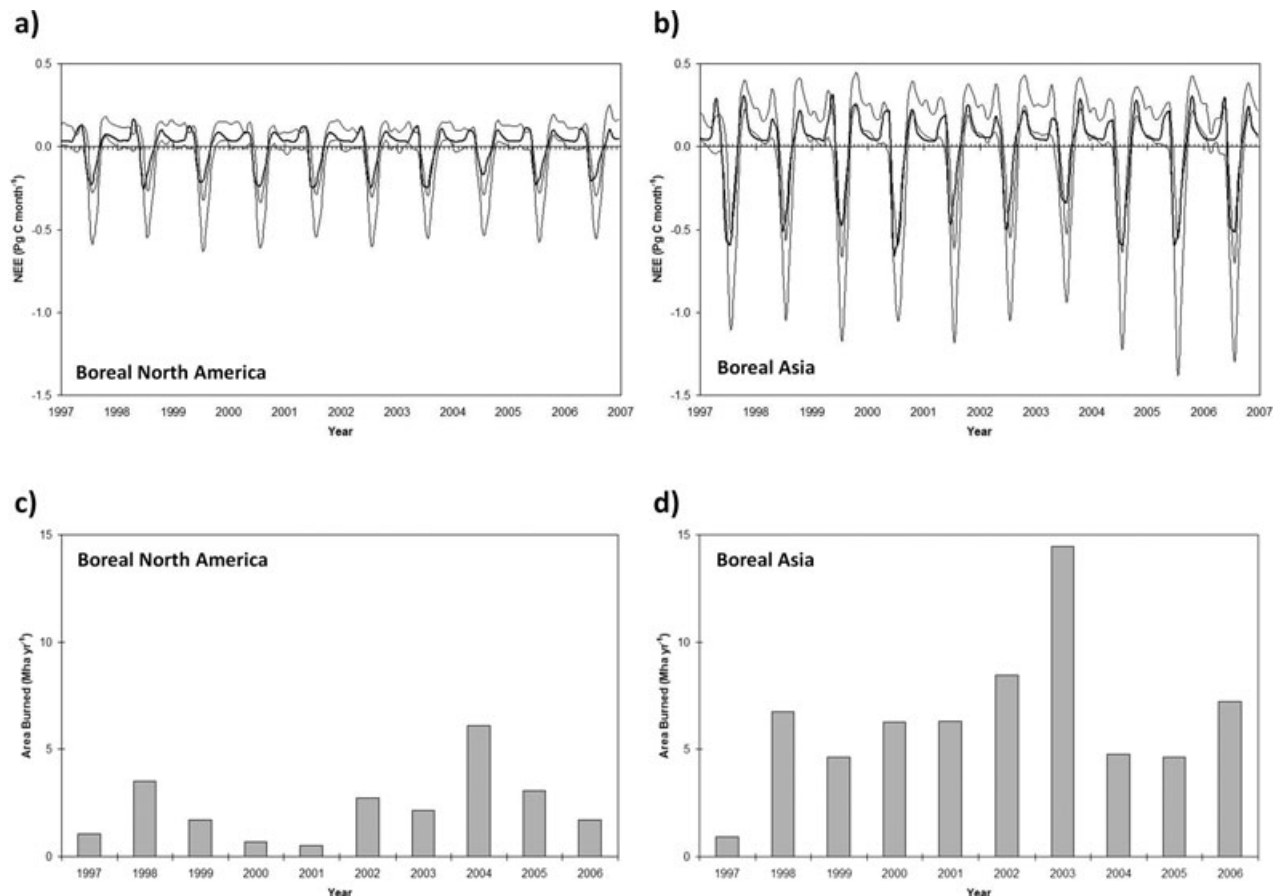 a)
0.5
0.0
-0.5
-1.0
-1.5
NEE (Pg C month⁻¹)
Boreal North America
1997 1998 1999 2000 2001 2002 2003 2004 2005 2006 2007
Year
b)
0.5
0.0
-0.5
-1.0
-1.5
NEE (Pg C month⁻¹)
Boreal Asia
1997 1998 1999 2000 2001 2002 2003 2004 2005 2006 2007
Year
c)
Boreal North America
15
10
5
0
Area Burned (Mha yr⁻¹)
1997 1998 1999 2000 2001 2002 2003 2004 2005 2006
Year
d)
Boreal Asia
15
10
5
0
Area Burned (Mha yr⁻¹)
1997 1998 1999 2000 2001 2002 2003 2004 2005 2006
Year